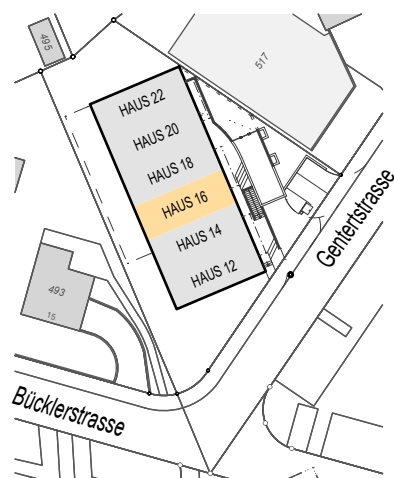 495
517
HAUS 22
HAUS 20
HAUS 18
HAUS 16
HAUS 14
HAUS 12
Gentertstrasse
493
15
Bücklerstrasse